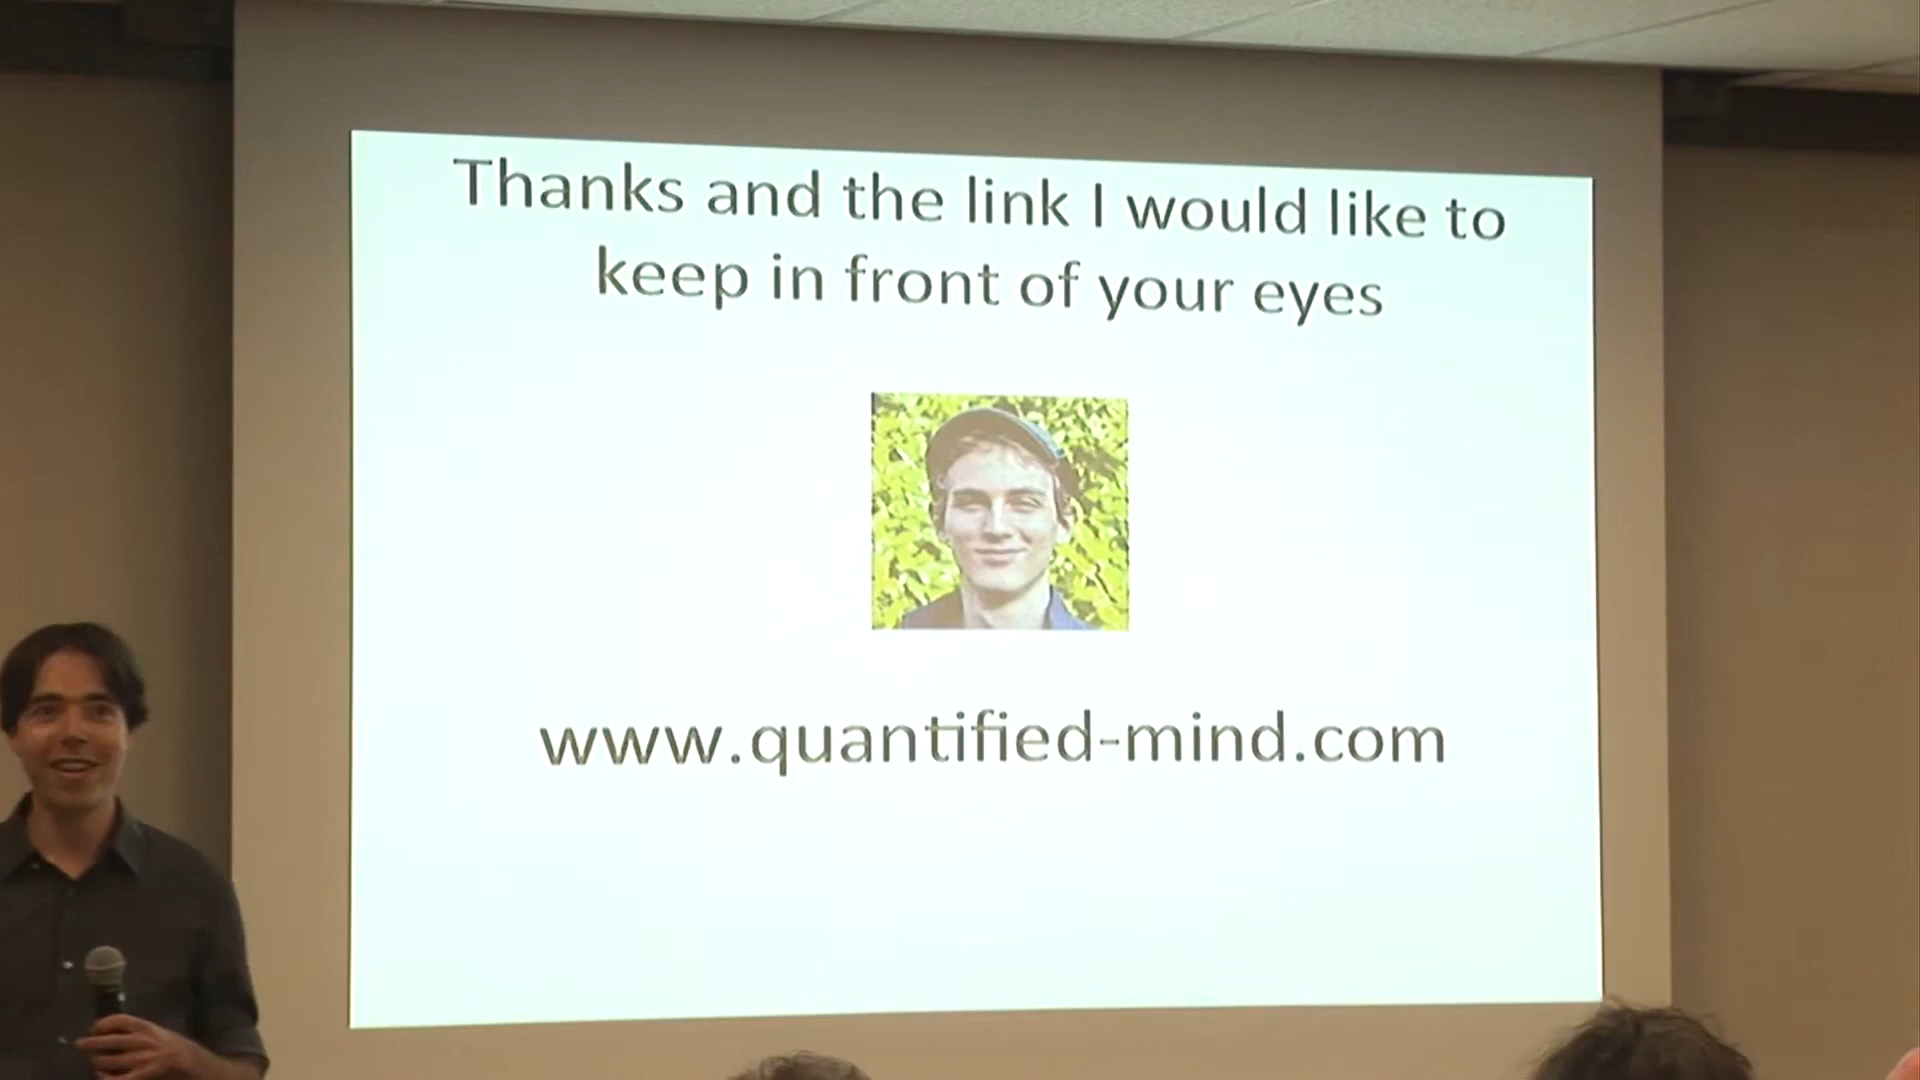 Thanks and the link I would like to
keep in front of your eyes
www.quantified-mind.com